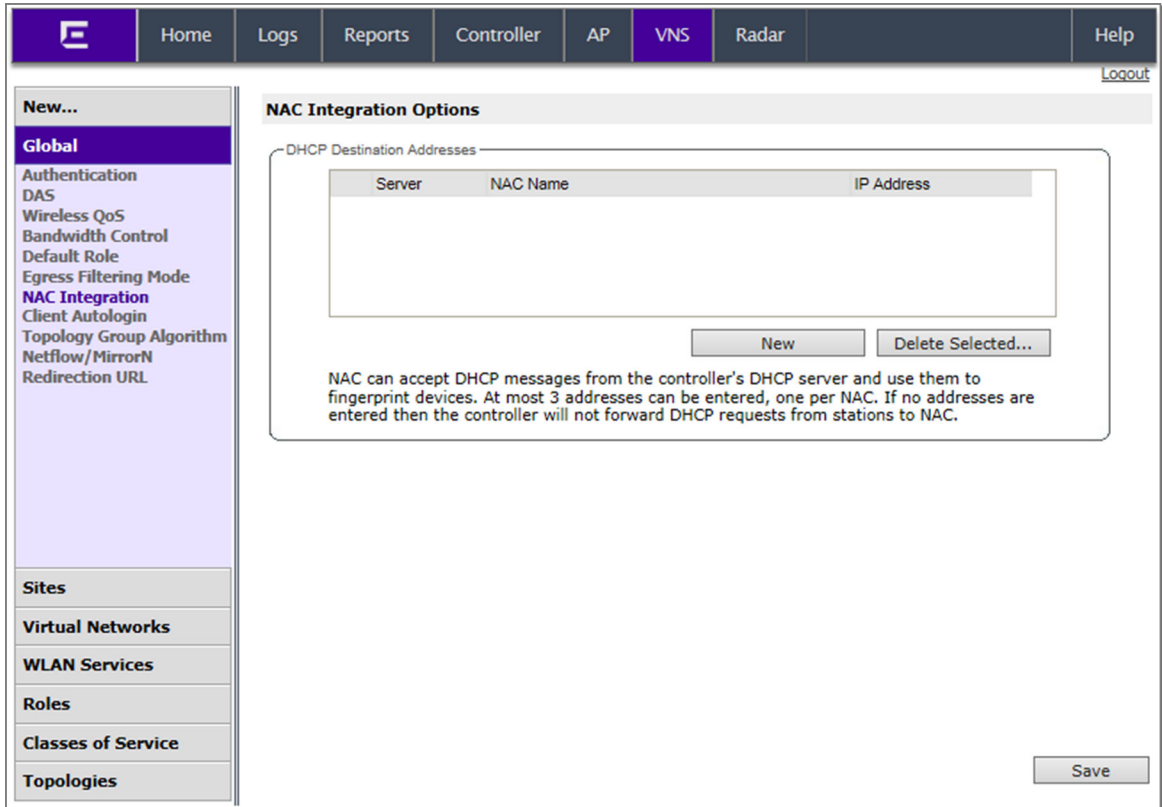 Home Logs Reports Controller AP VNS Radar Help
Logout
New...
Global
Authentication
DAS
Wireless QoS
Bandwidth Control
Default Role
Egress Filtering Mode
NAC Integration
Client Autologin
Topology Group Algorithm
Netflow/MirrorN
Redirection URL
Sites
Virtual Networks
WLAN Services
Roles
Classes of Service
Topologies
NAC Integration Options
DHCP Destination Addresses
Server NAC Name IP Address
New Delete Selected...
NAC can accept DHCP messages from the controller's DHCP server and use them to
fingerprint devices. At most 3 addresses can be entered, one per NAC. If no addresses are
entered then the controller will not forward DHCP requests from stations to NAC.
Save